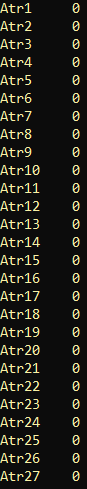 Atr1 0
Atr2 0
Atr3 0
Atr4 0
Atr5 0
Atr6 0
Atr7 0
Atr8 0
Atr9 0
Atr10 0
Atr11 0
Atr12 0
Atr13 0
Atr14 0
Atr15 0
Atr16 0
Atr17 0
Atr18 0
Atr19 0
Atr20 0
Atr21 0
Atr22 0
Atr23 0
Atr24 0
Atr25 0
Atr26 0
Atr27 0